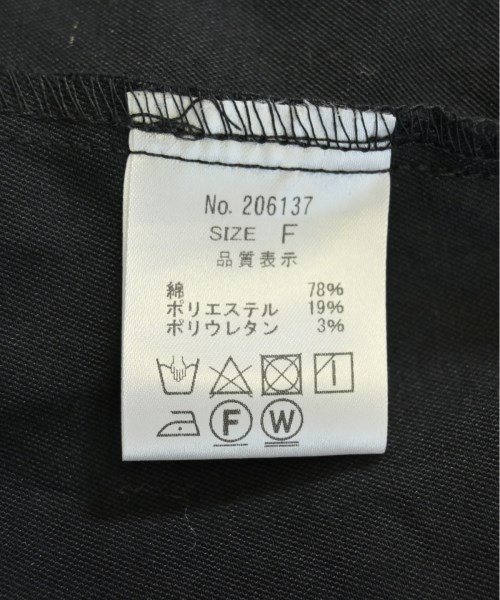 No. 206137
SIZE F
品質表示
綿 78%
ポリエステル 19%
ポリウレタン 3%
F W